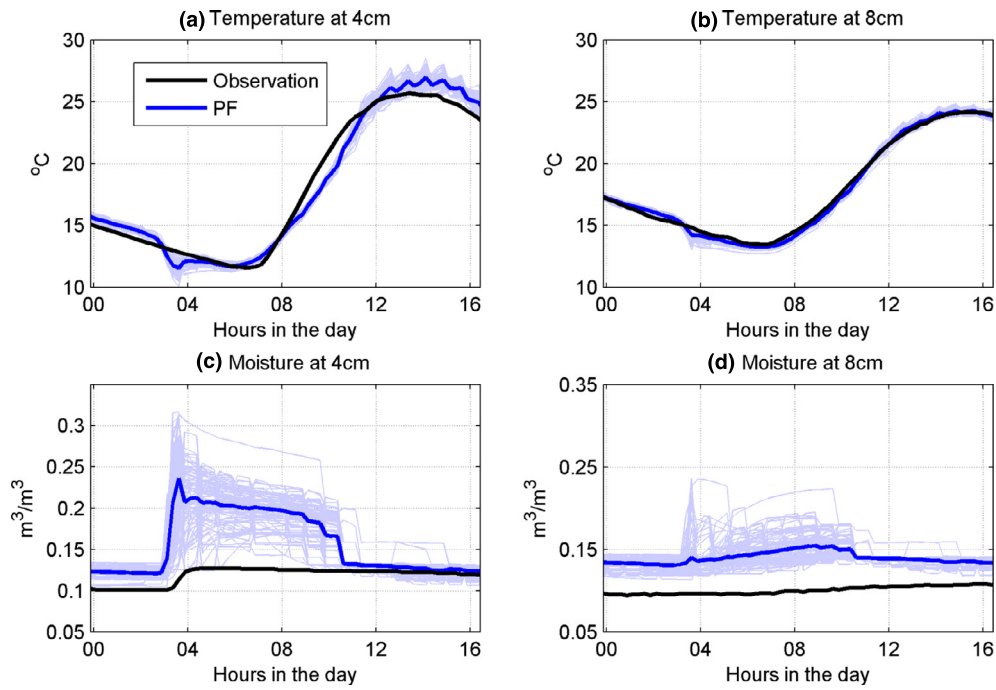 (a) Temperature at 4cm
30
25
20
15
10
°C
Observation
PF
00 04 08 12 16
Hours in the day
(b) Temperature at 8cm
30
25
20
15
10
°C
00 04 08 12 16
Hours in the day
(c) Moisture at 4cm
0.3
0.25
0.2
0.15
0.1
0.05
m³/m³
00 04 08 12 16
Hours in the day
(d) Moisture at 8cm
0.35
0.25
0.15
0.05
m³/m³
00 04 08 12 16
Hours in the day